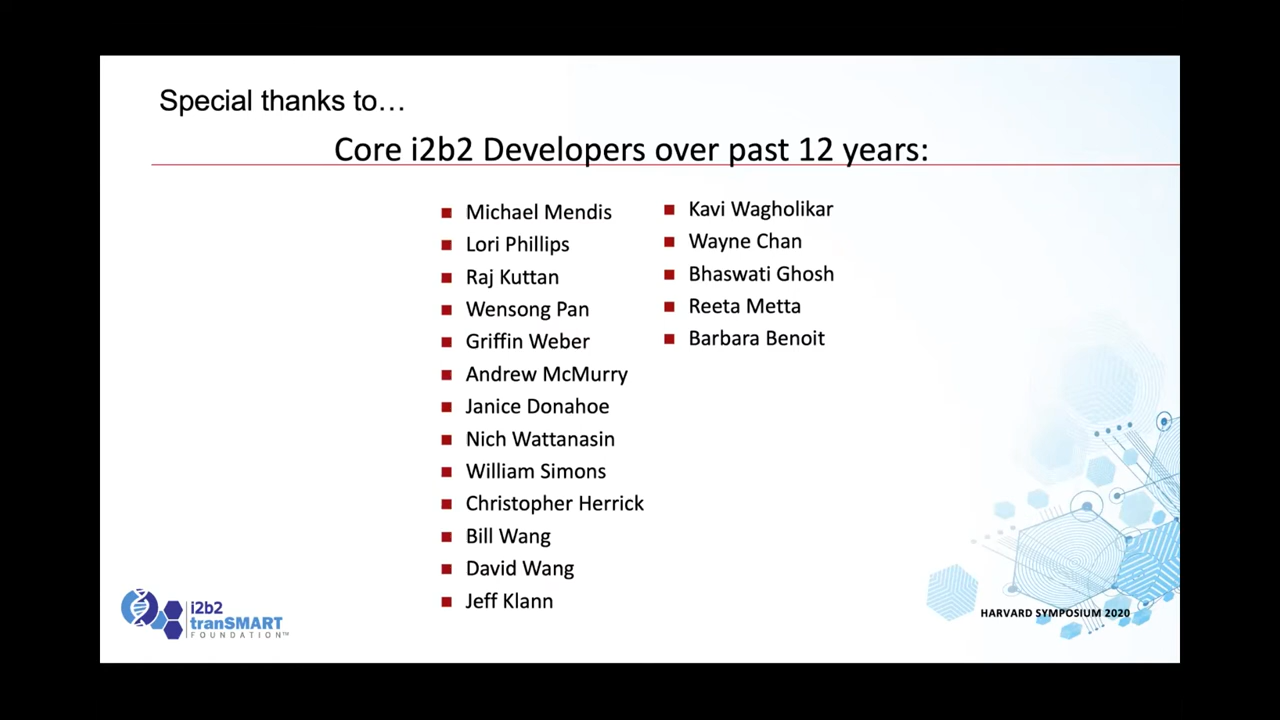 Special thanks to…
Core i2b2 Developers over past 12 years:
Michael Mendis
Lori Phillips
Raj Kuttan
Wensong Pan
Griffin Weber
Andrew McMurry
Janice Donahoe
Nich Wattanasin
William Simons
Christopher Herrick
Bill Wang
David Wang
Jeff Klann
Kavi Wagholikar
Wayne Chan
Bhaswati Ghosh
Reeta Metta
Barbara Benoit
i2b2
tranSMART
FOUNDATION™
HARVARD SYMPOSIUM 2020